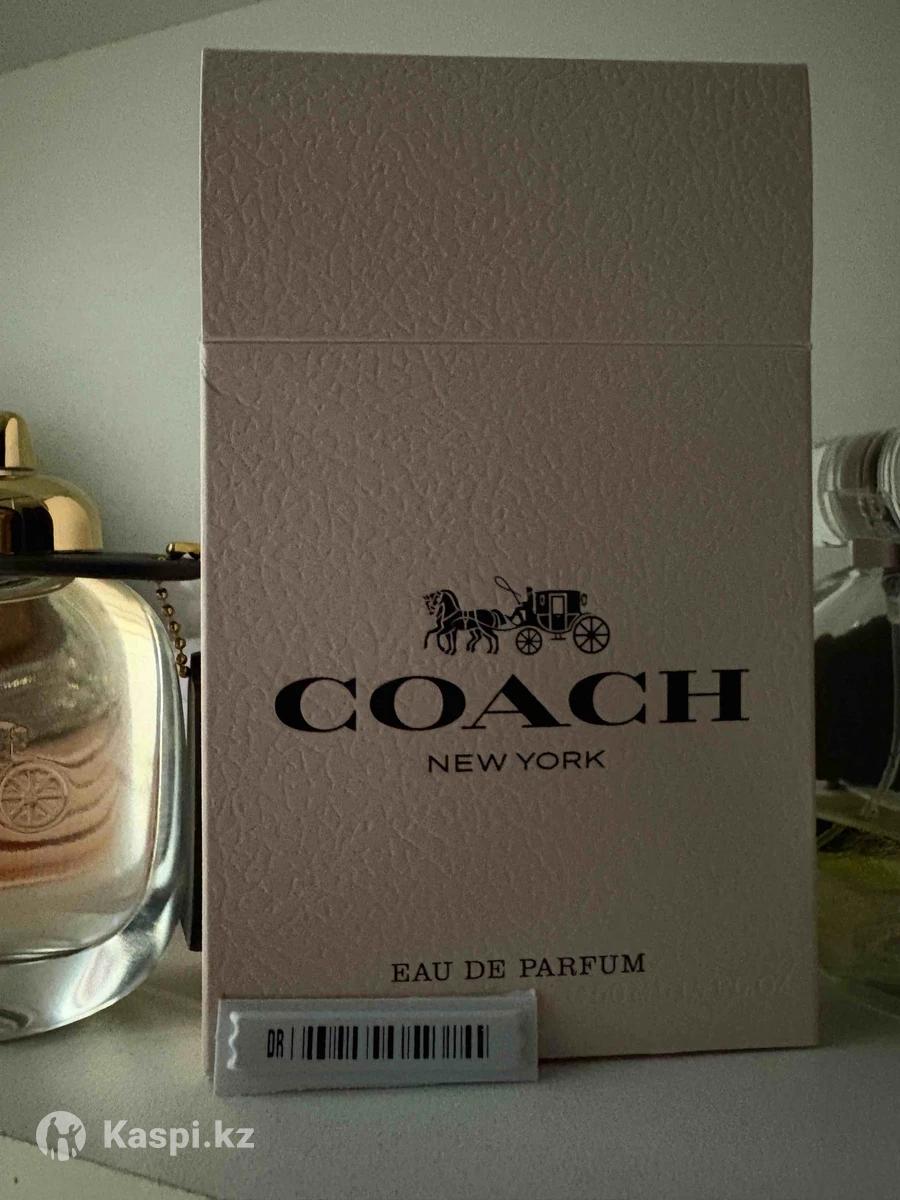 COACH
NEW YORK
EAU DE PARFUM
DR
Kaspi.kz